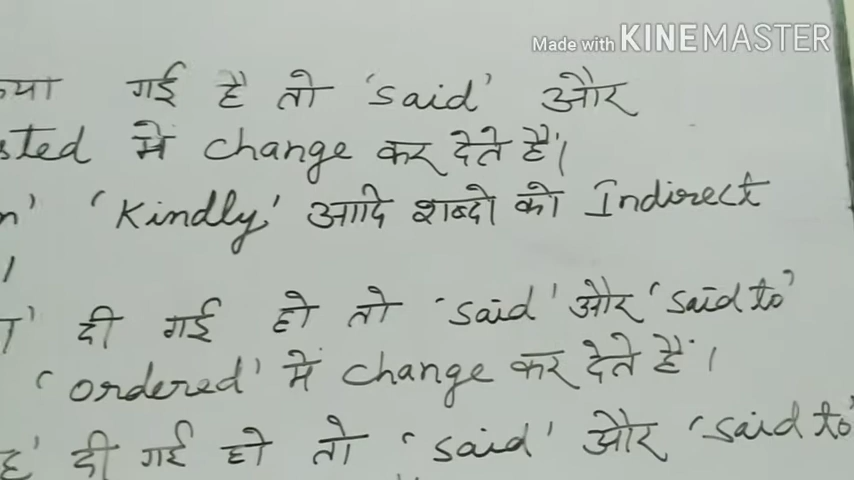 Made with KINEMASTER
गई है तो 'said' और
में change कर देते है।
'Kindly' आदि शब्दो को Indirect
।
दी गई हो तो 'said' और 'said to'
'ordered' में change कर देते है।
दी गई हो तो 'said' और 'said to'